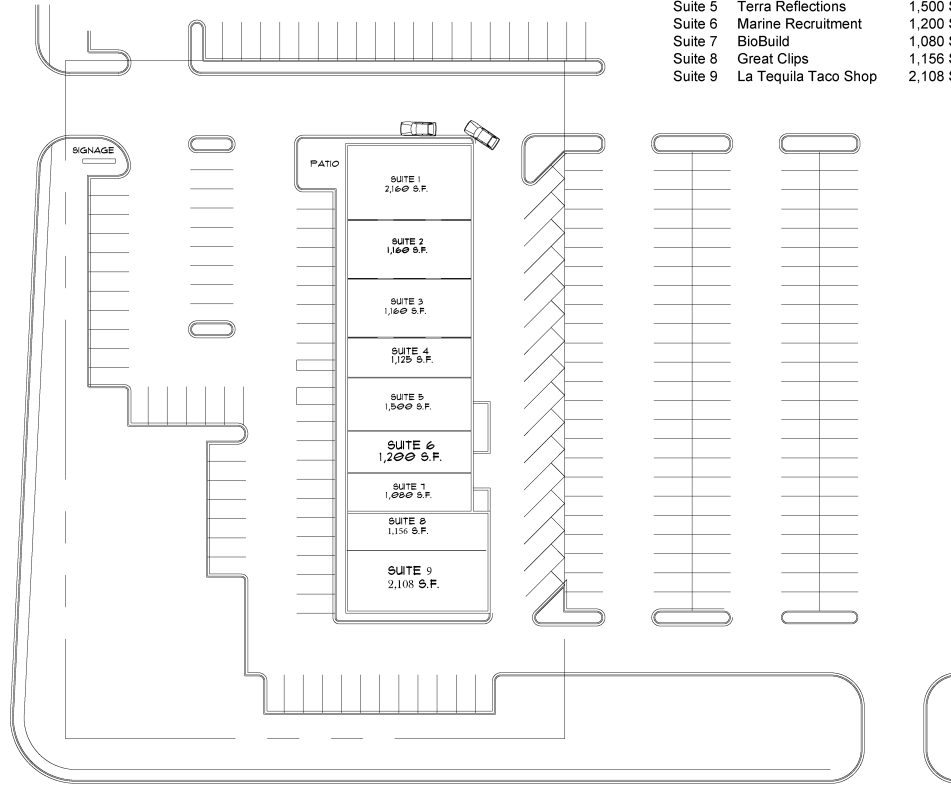 Suite 5 Terra Reflections 1,500 S
Suite 6 Marine Recruitment 1,200 S
Suite 7 BioBuild 1,080 S
Suite 8 Great Clips 1,156 S
Suite 9 La Tequila Taco Shop 2,108 S
SIGNAGE
PATIO
SUITE 1
2,160 S.F.
SUITE 2
1,160 S.F.
SUITE 3
1,160 S.F.
SUITE 4
1,125 S.F.
SUITE 5
1,500 S.F.
SUITE 6
1,200 S.F.
SUITE 7
1,080 S.F.
SUITE 8
1,156 S.F.
SUITE 9
2,108 S.F.